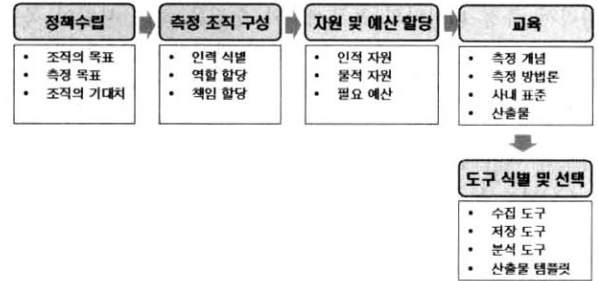 정책수립
• 조직의 목표
• 측정 목표
• 조직의 기대치
측정 조직 구성
• 인력 식별
• 역할 할당
• 책임 할당
자원 및 예산 할당
• 인적 자원
• 물적 자원
• 필요 예산
교육
• 측정 개념
• 측정 방법론
• 사내 표준
• 산출물
도구 식별 및 선택
• 수집 도구
• 저장 도구
• 분석 도구
• 산출물 템플릿